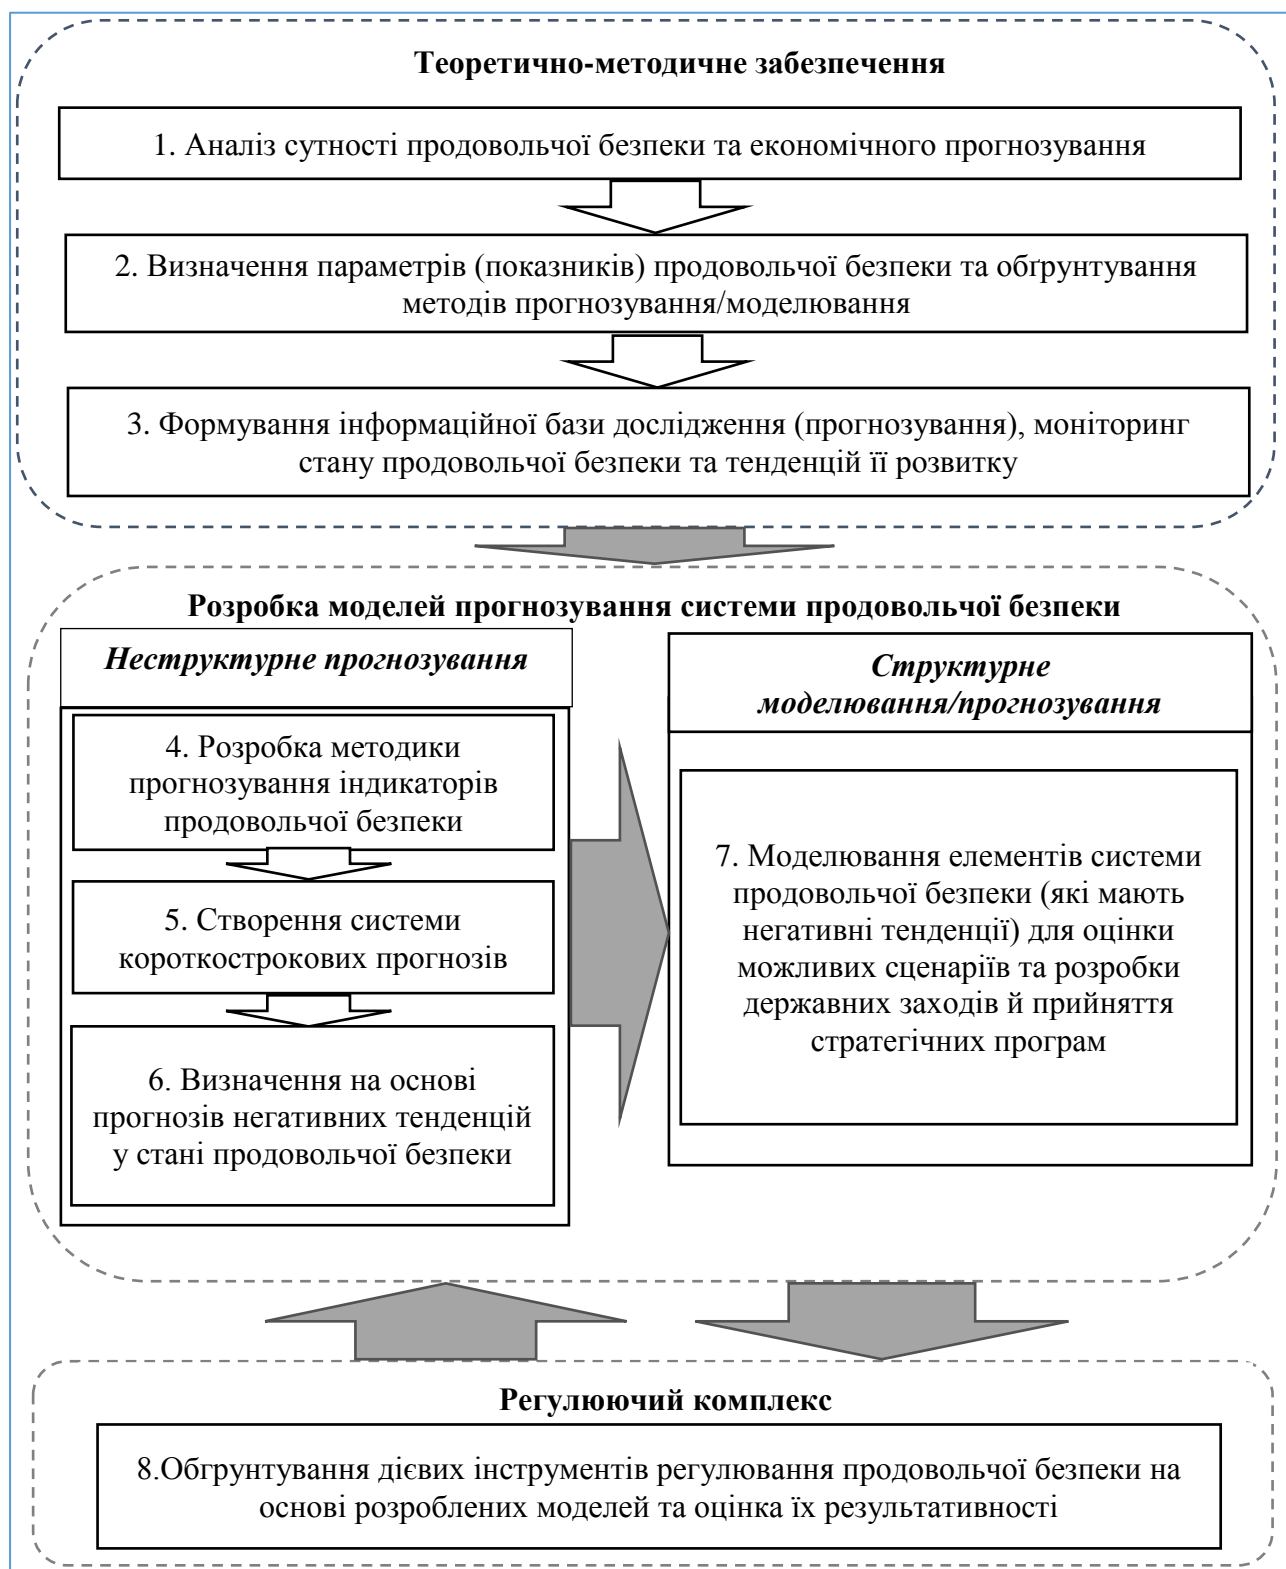 Теоретично-методичне забезпечення
1. Аналіз сутності продовольчої безпеки та економічного прогнозування
2. Визначення параметрів (показників) продовольчої безпеки та обґрунтування
методів прогнозування/моделювання
3. Формування інформаційної бази дослідження (прогнозування), моніторинг
стану продовольчої безпеки та тенденцій її розвитку
Розробка моделей прогнозування системи продовольчої безпеки
Неструктурне прогнозування
4. Розробка методики
прогнозування індикаторів
продовольчої безпеки
5. Створення системи
короткострокових прогнозів
6. Визначення на основі
прогнозів негативних тенденцій
у стані продовольчої безпеки
Структурне
моделювання/прогнозування
7. Моделювання елементів системи
продовольчої безпеки (які мають
негативні тенденції) для оцінки
можливих сценаріїв та розробки
державних заходів й прийняття
стратегічних програм
Регулюючий комплекс
8.Обгрунтування дієвих інструментів регулювання продовольчої безпеки на
основі розроблених моделей та оцінка їх результативності